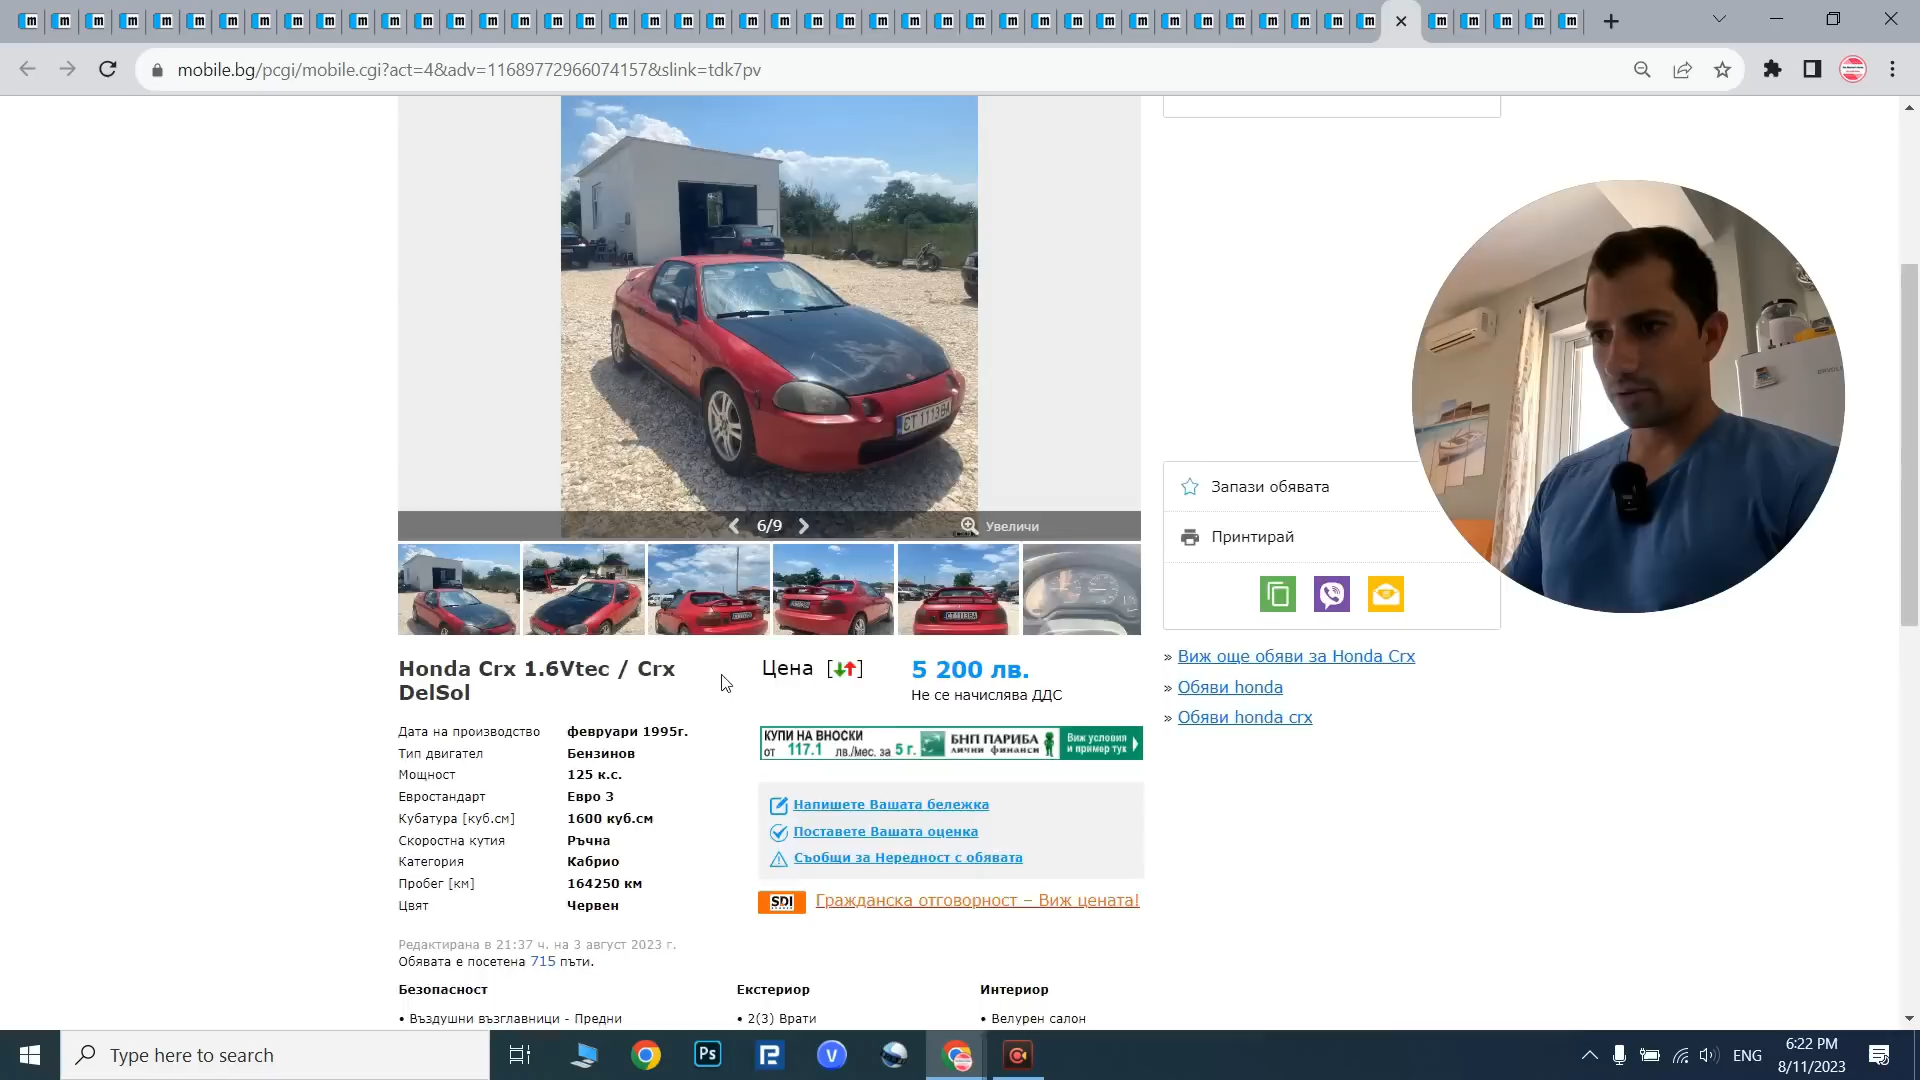 mobile.bg/pcgi/mobile.cgi?act=4&adv=11689772966074157&slink=tdk7pv
CT 1113BA
6/9
Увеличи
Запази обявата
Принтирай
Honda Crx 1.6Vtec / Crx
DelSol
Цена
5 200 лв.
Не се начислява ДДС
» Виж още обяви за Honda Crx
» Обяви honda
» Обяви honda crx
Дата на производство февруари 1995г.
Тип двигател Бензинов
Мощност 125 к.с.
Евростандарт Евро 3
Кубатура [куб.см] 1600 куб.см
Скоростна кутия Ръчна
Категория Кабрио
Пробег [км] 164250 км
Цвят Червен
КУПИ НА ВНОСКИ
от 117.1 лв./мес. за 5 г.
БНП ПАРИБА
лични финанси
Виж условия
и пример тук
Напишете Вашата бележка
Поставете Вашата оценка
Съобщи за Нередност с обявата
SDI
Гражданска отговорност – Виж цената!
Редактирана в 21:37 ч. на 3 август 2023 г.
Обявата е посетена 715 пъти.
Безопасност
Екстериор
Интериор
• Въздушни възглавници - Предни
• 2(3) Врати
• Велурен салон
Type here to search
Ps
V
ENG
6:22 PM
8/11/2023